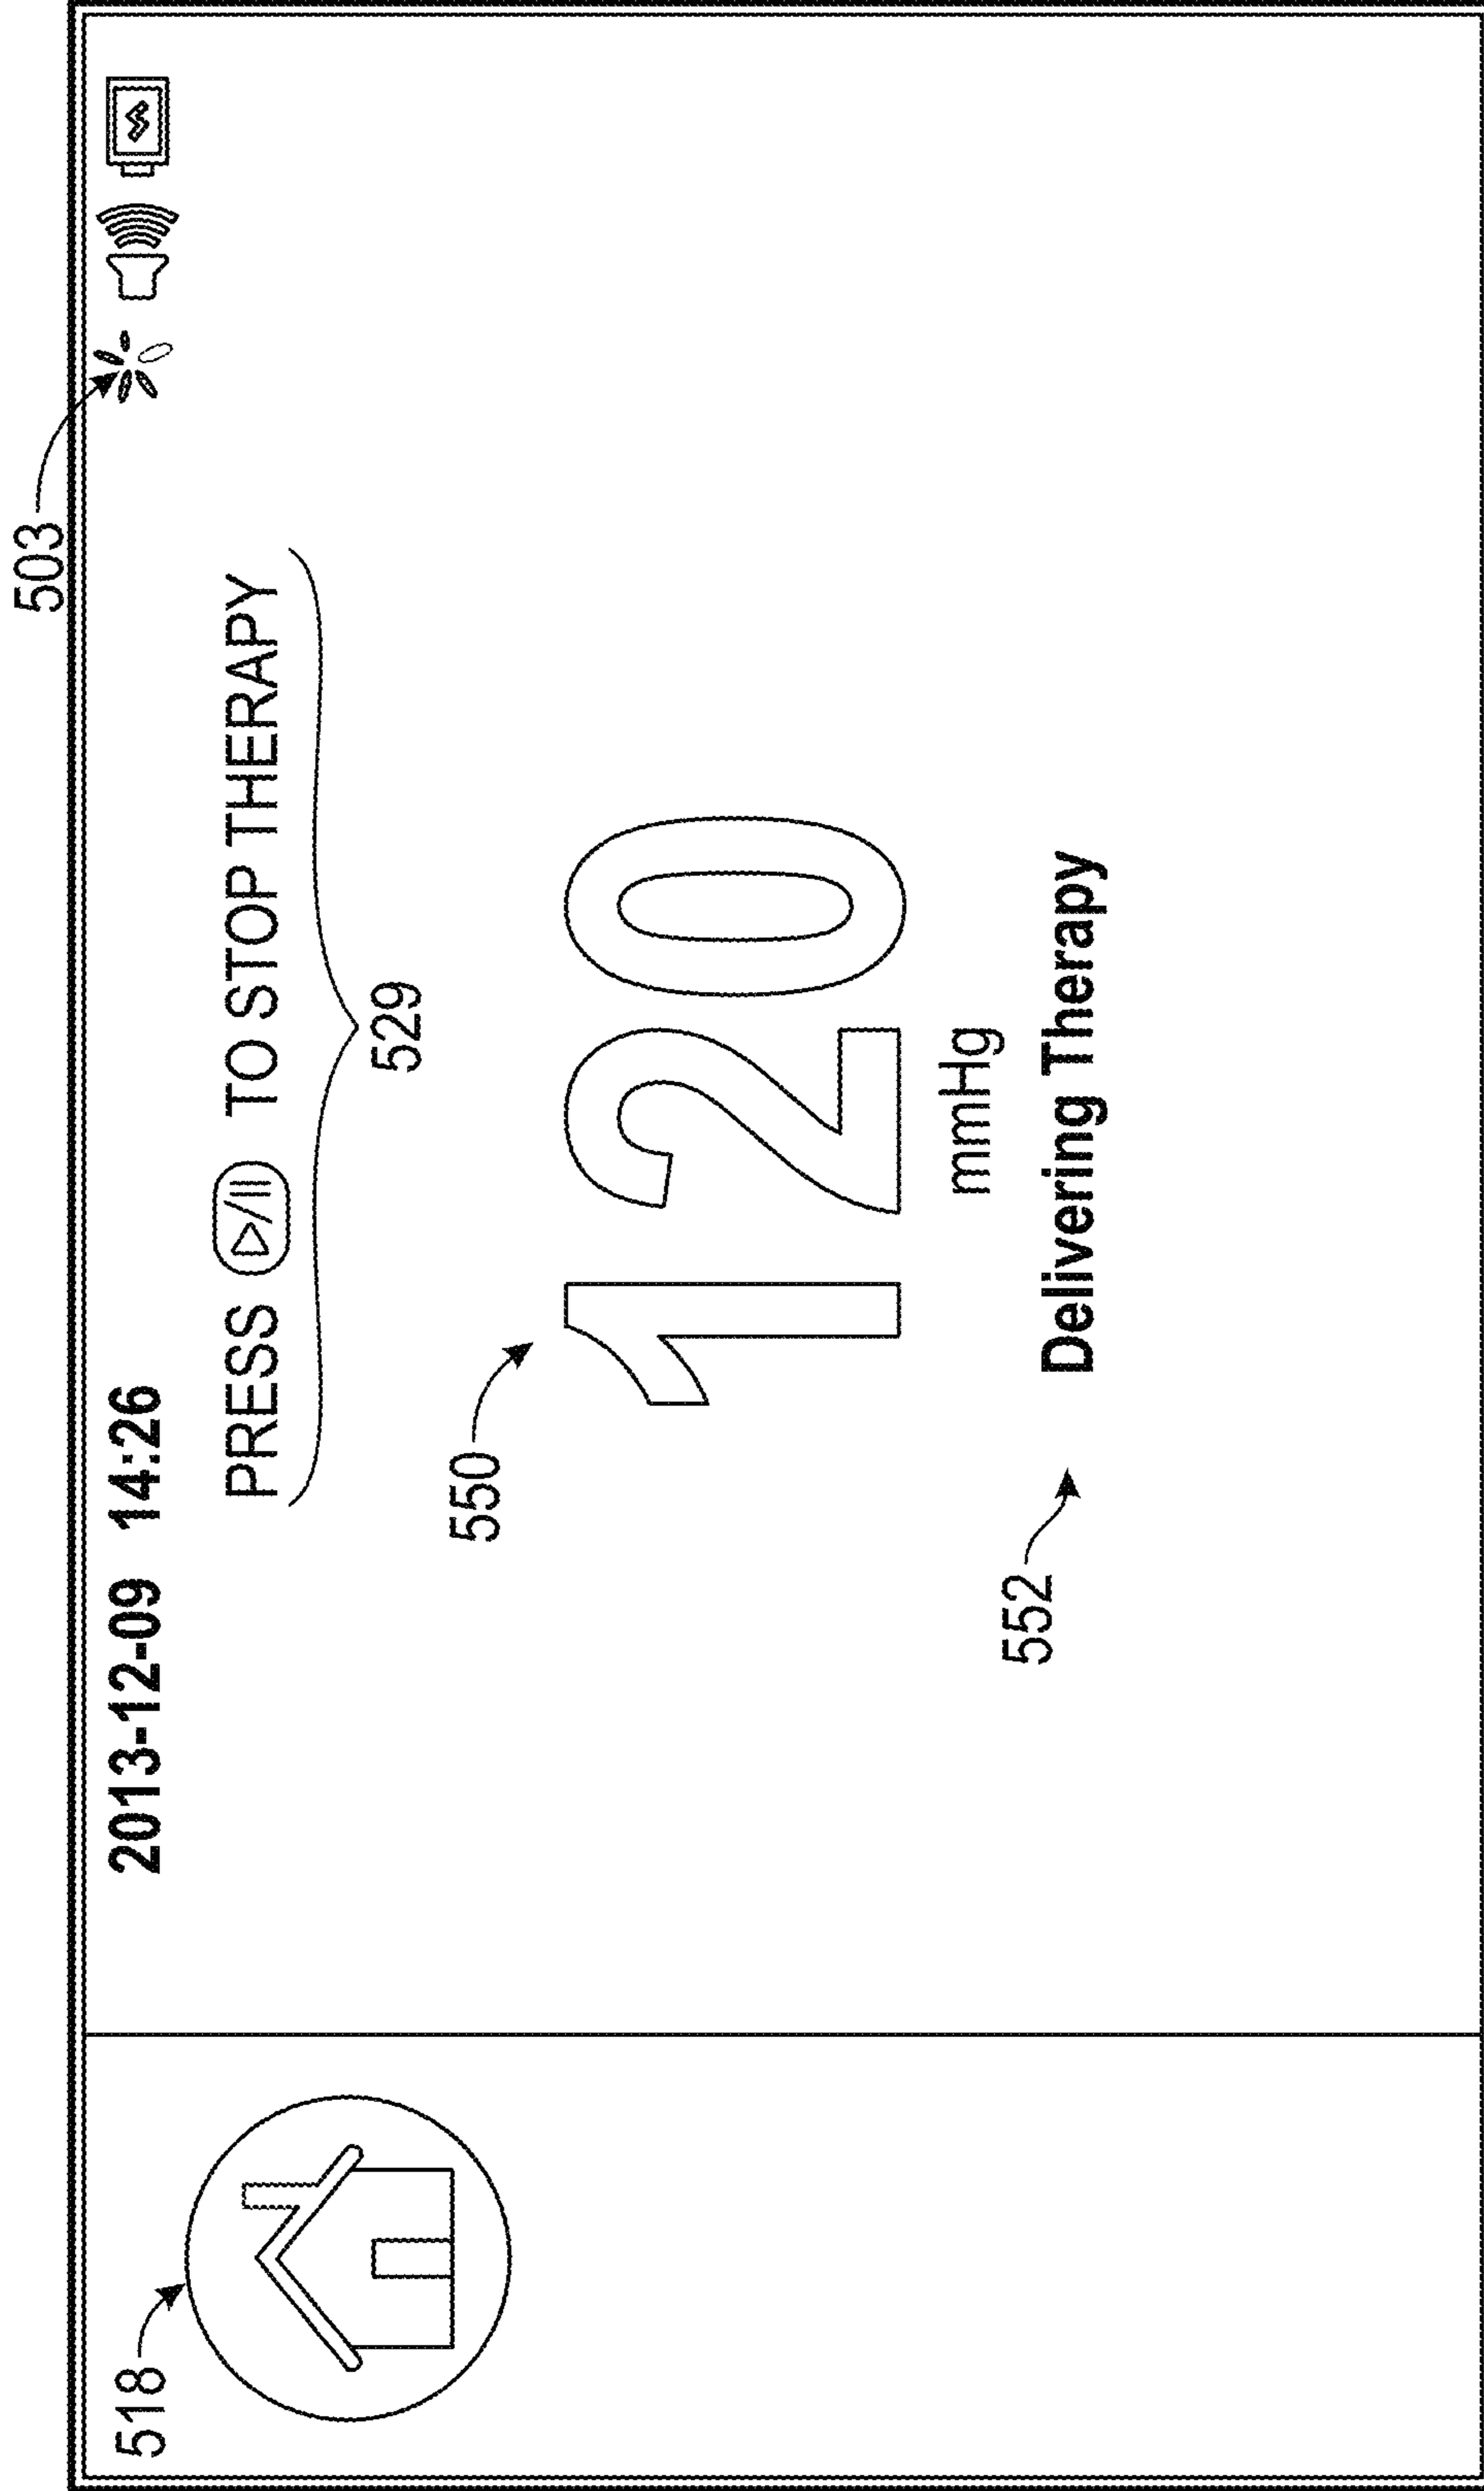 503
2013-12-09 14:26
518
PRESS TO STOP THERAPY
529
550
120
mmHg
552
Delivering Therapy